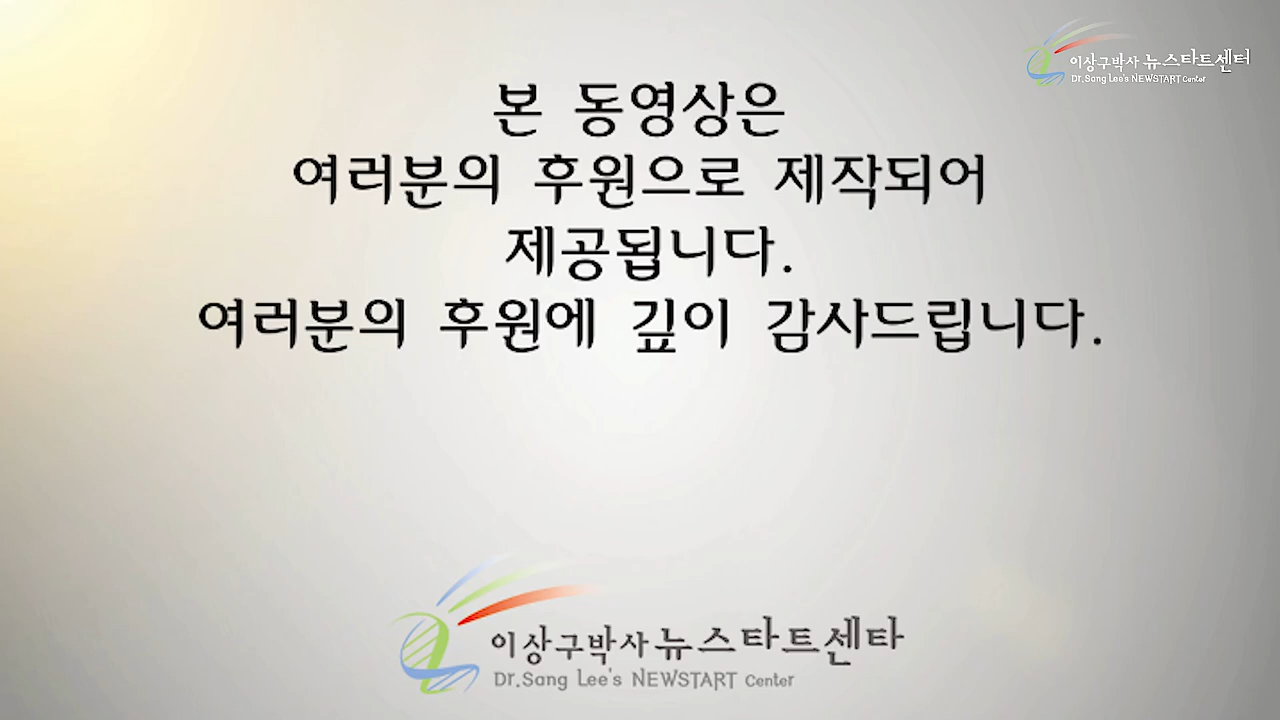 이상구박사 뉴스타트센터
Dr.Sang Lee's NEWSTART Center
본 동영상은
여러분의 후원으로 제작되어
제공됩니다.
여러분의 후원에 깊이 감사드립니다.
이상구박사 뉴스타트센타
Dr.Sang Lee's NEWSTART Center